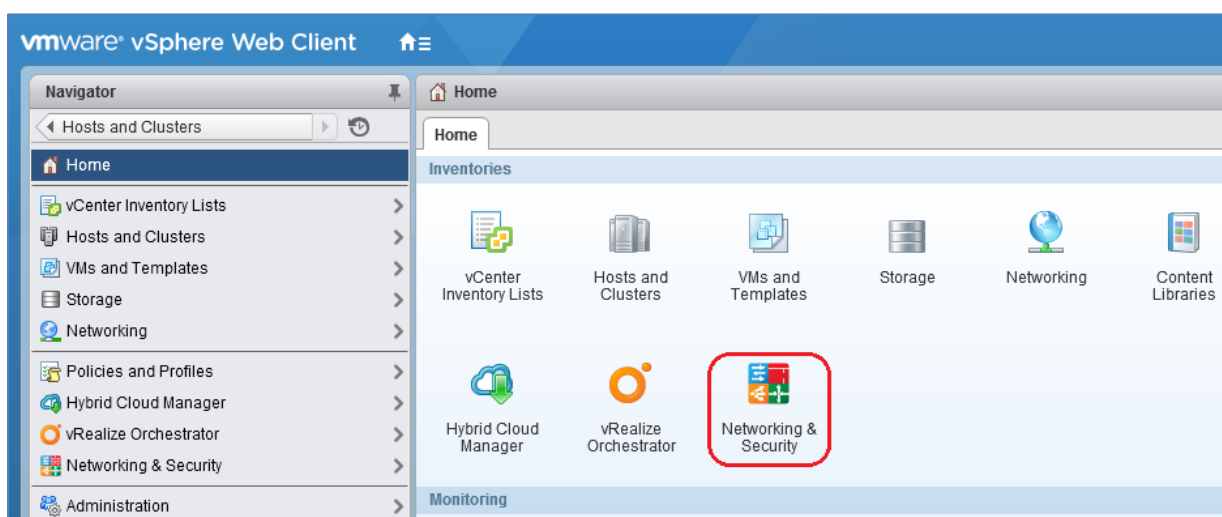 vmware® vSphere Web Client
Navigator
Hosts and Clusters
Home
vCenter Inventory Lists
Hosts and Clusters
VMs and Templates
Storage
Networking
Policies and Profiles
Hybrid Cloud Manager
vRealize Orchestrator
Networking & Security
Administration
Home
Home
Inventories
vCenter
Inventory Lists
Hosts and
Clusters
VMs and
Templates
Storage
Networking
Content
Libraries
Hybrid Cloud
Manager
vRealize
Orchestrator
Networking &
Security
Monitoring